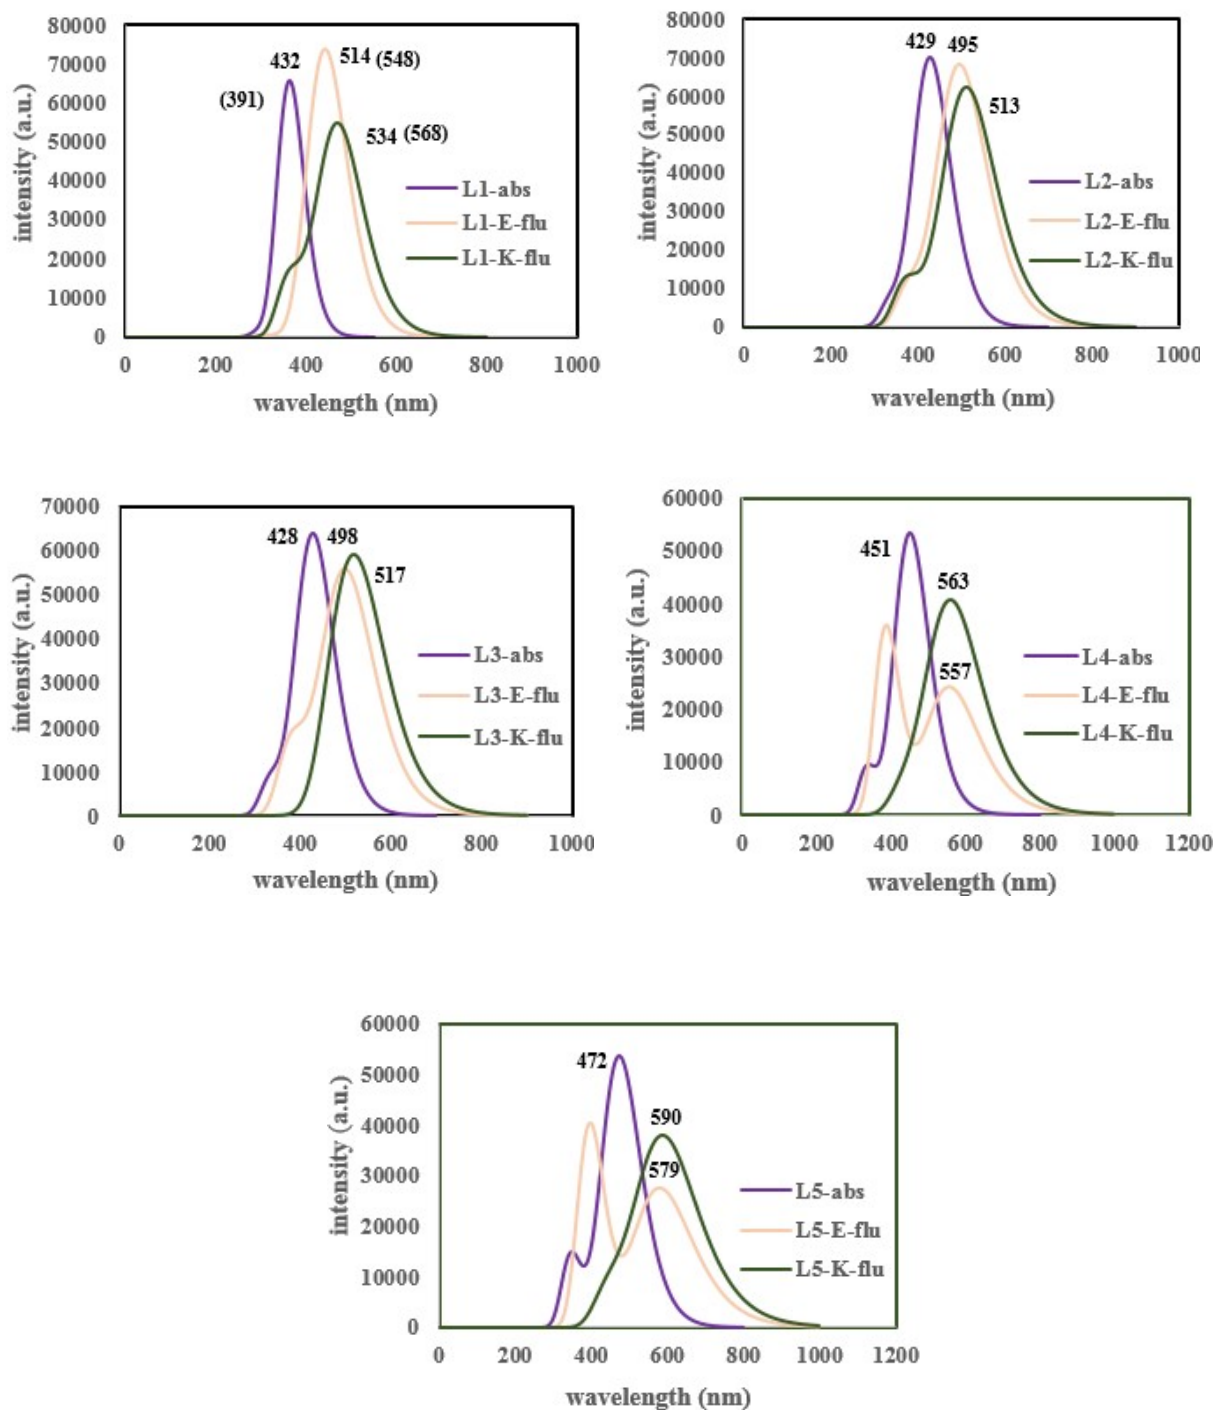 80000
70000
60000
50000
40000
30000
20000
10000
0
intensity (a.u.)
432
514 (548)
(391)
534 (568)
L1-abs
L1-E-flu
L1-K-flu
0 200 400 600 800 1000
wavelength (nm)
80000
70000
60000
50000
40000
30000
20000
10000
0
intensity (a.u.)
429 495
513
L2-abs
L2-E-flu
L2-K-flu
0 200 400 600 800 1000
wavelength (nm)
70000
60000
50000
40000
30000
20000
10000
0
intensity (a.u.)
428 498
517
L3-abs
L3-E-flu
L3-K-flu
0 200 400 600 800 1000
wavelength (nm)
60000
50000
40000
30000
20000
10000
0
intensity (a.u.)
451
563
557
L4-abs
L4-E-flu
L4-K-flu
0 200 400 600 800 1000 1200
wavelength (nm)
60000
50000
40000
30000
20000
10000
0
intensity (a.u.)
472
590
579
L5-abs
L5-E-flu
L5-K-flu
0 200 400 600 800 1000 1200
wavelength (nm)